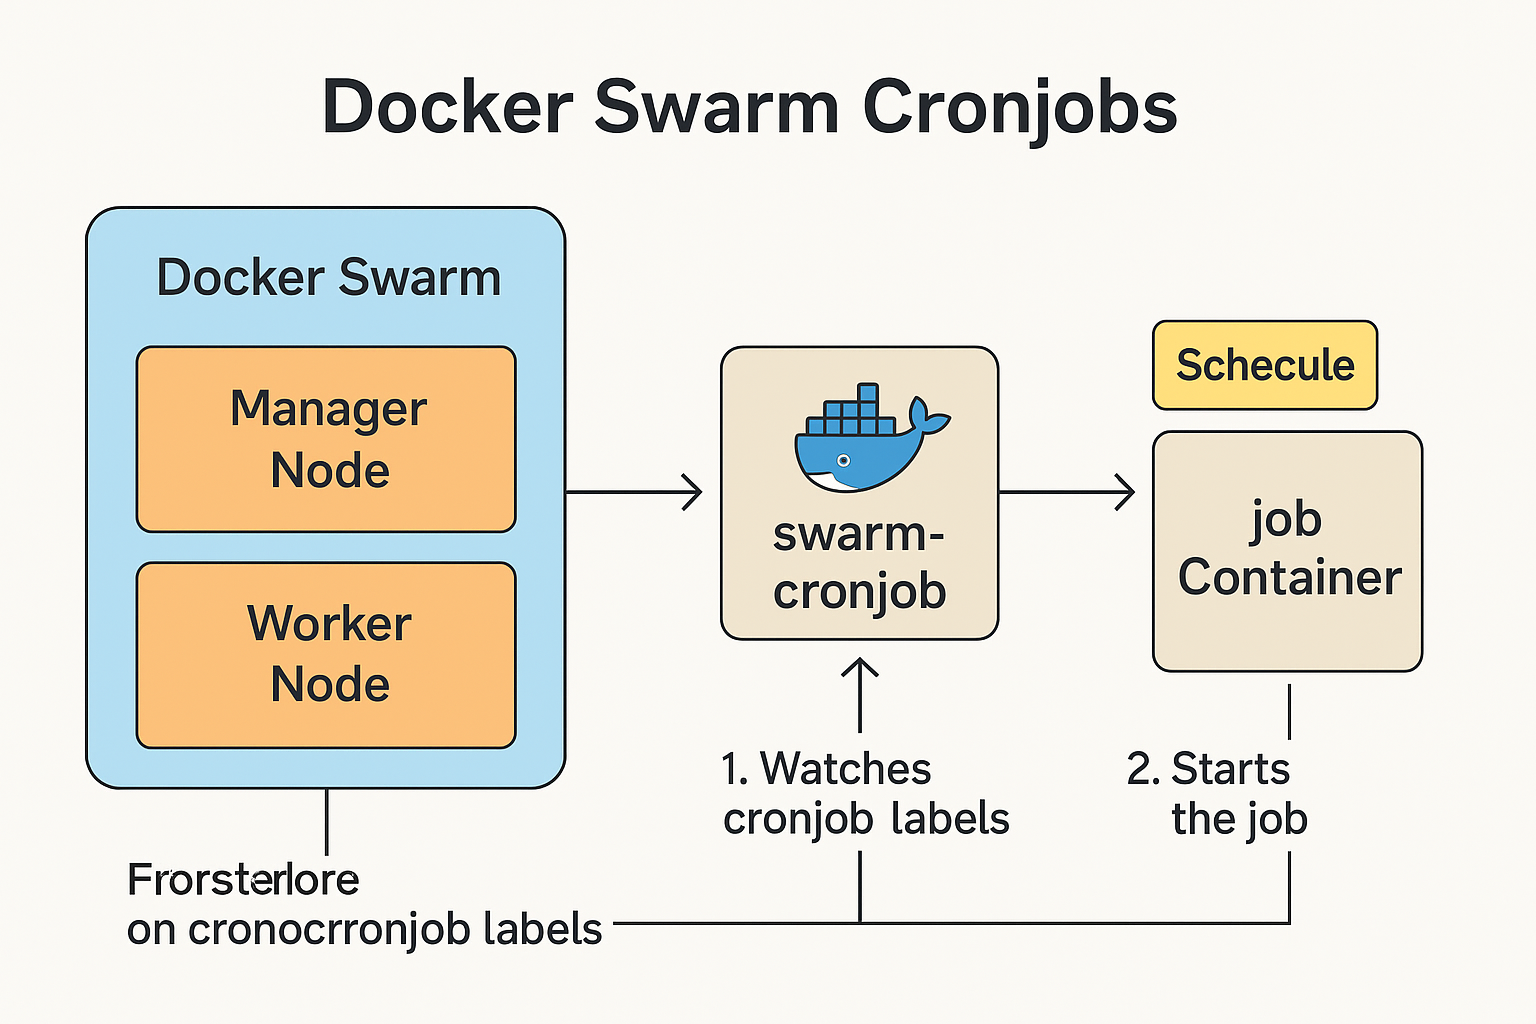 Docker Swarm Cronjobs
Docker Swarm
Manager
Node
Worker
Node
swarm-
cronjob
Schecule
job
Container
1. Watches
cronjob labels
2. Starts
the job
Frorsterlore
on cronocrronjob labels